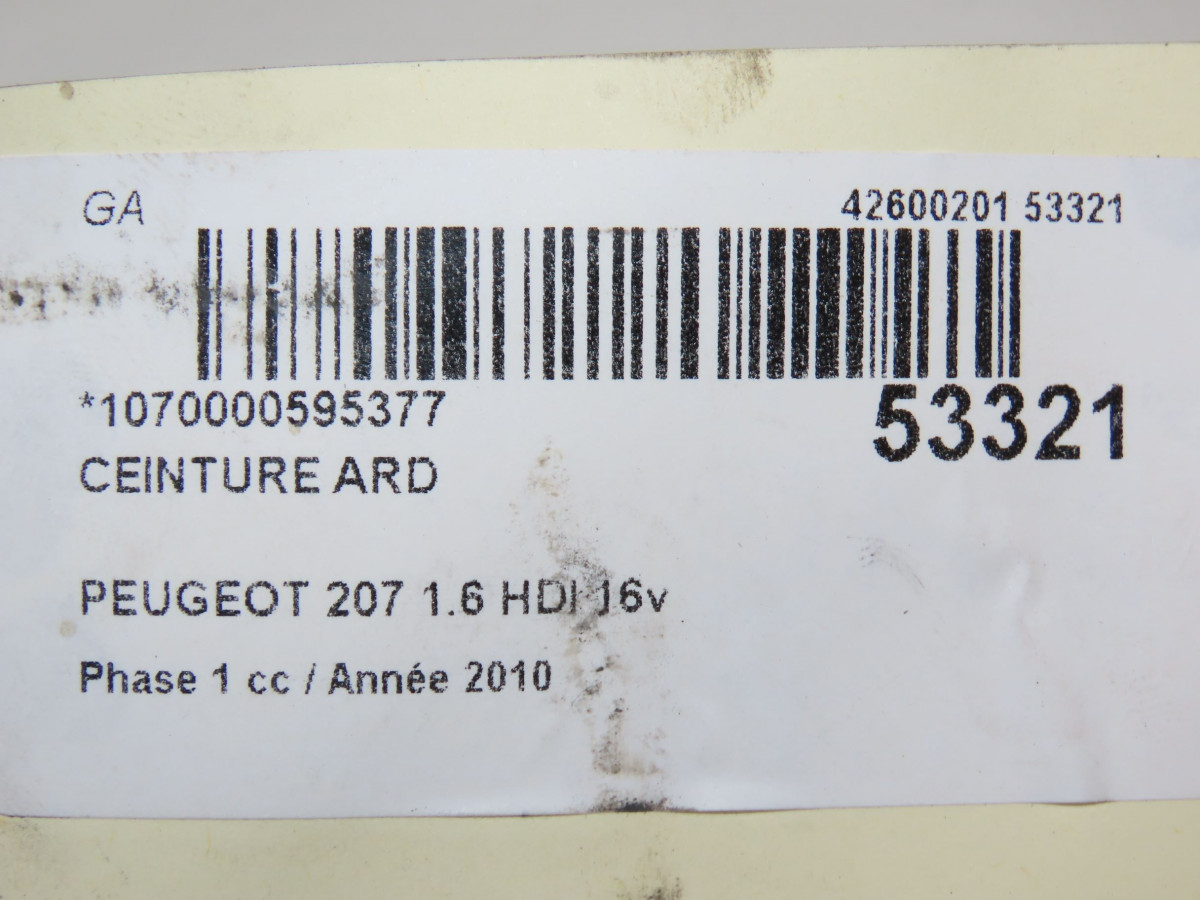 GA
42600201 53321
*1070000595377
53321
CEINTURE ARD
PEUGEOT 207 1.6 HDI 16v
Phase 1 cc / Année 2010